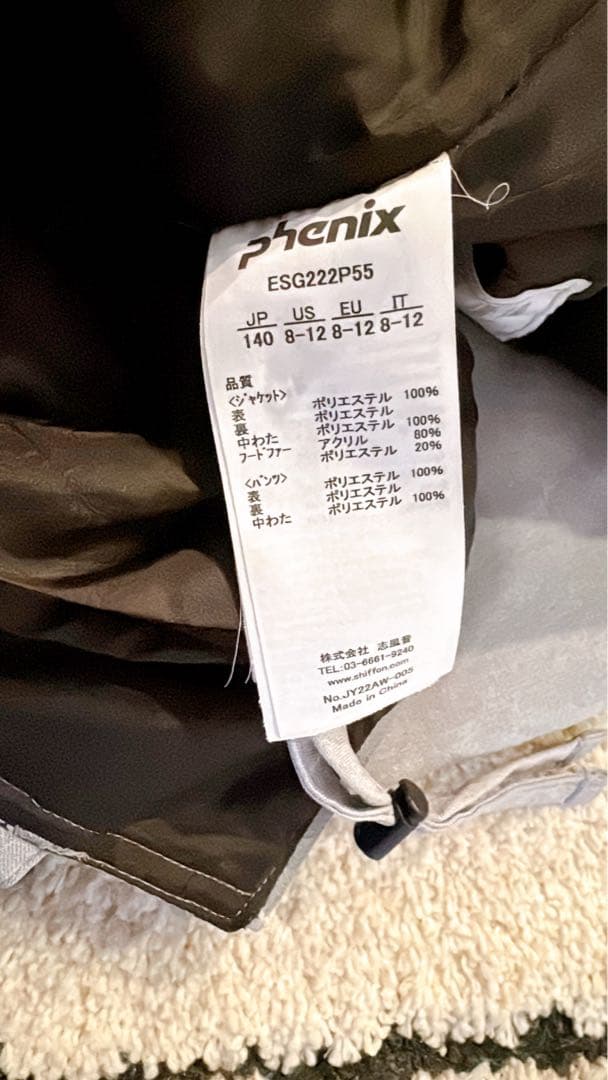 phenix
ESG222P55
JP US EU IT
140 8-12 8-12 8-12
品質
<ジャケット>
表 ポリエステル 100%
裏 ポリエステル
中わた ポリエステル 100%
フードファー アクリル 80%
ポリエステル 20%
<パンツ>
表 ポリエステル 100%
裏 ポリエステル
中わた ポリエステル 100%
株式会社 志風音
TEL:03-6661-9240
www.shiffon.com
No.JY22AW-005
Made in China